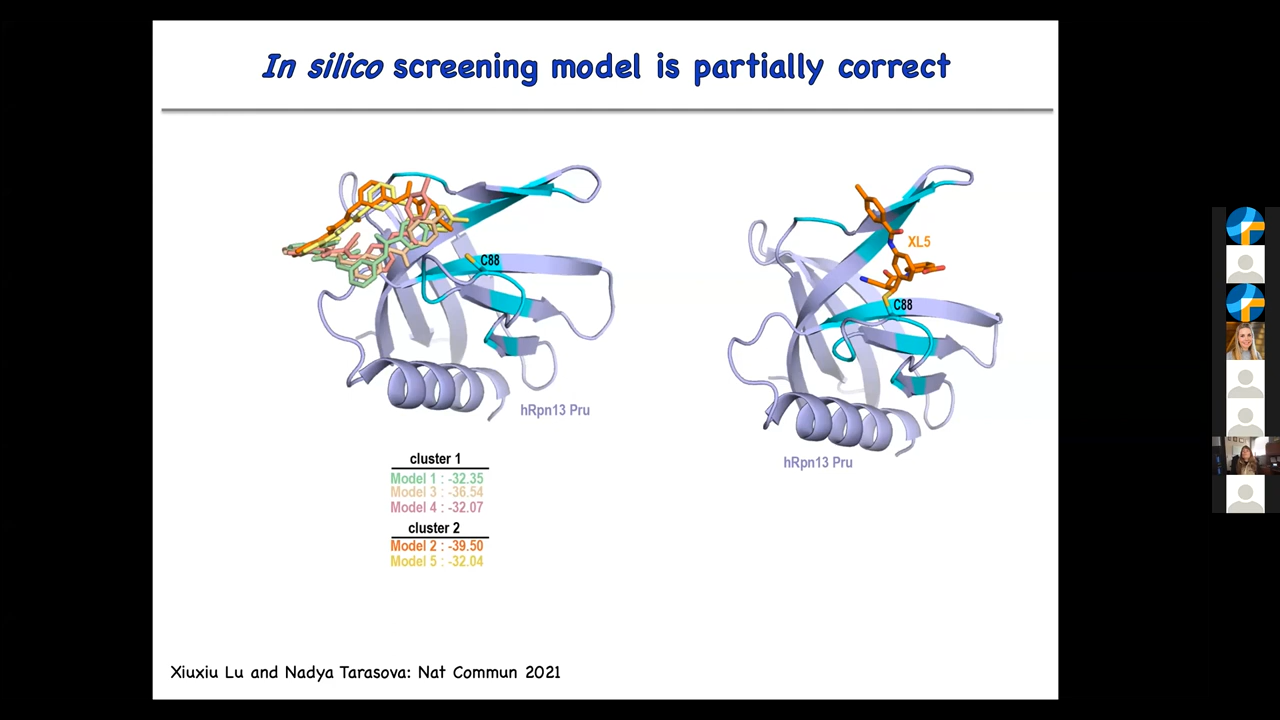 In silico screening model is partially correct
C88
hRpn13 Pru
XL5
C88
hRpn13 Pru
cluster 1
Model 1 : -32.35
Model 3 : -36.54
Model 4 : -32.07
cluster 2
Model 2 : -39.50
Model 5 : -32.04
Xiuxiu Lu and Nadya Tarasova: Nat Commun 2021